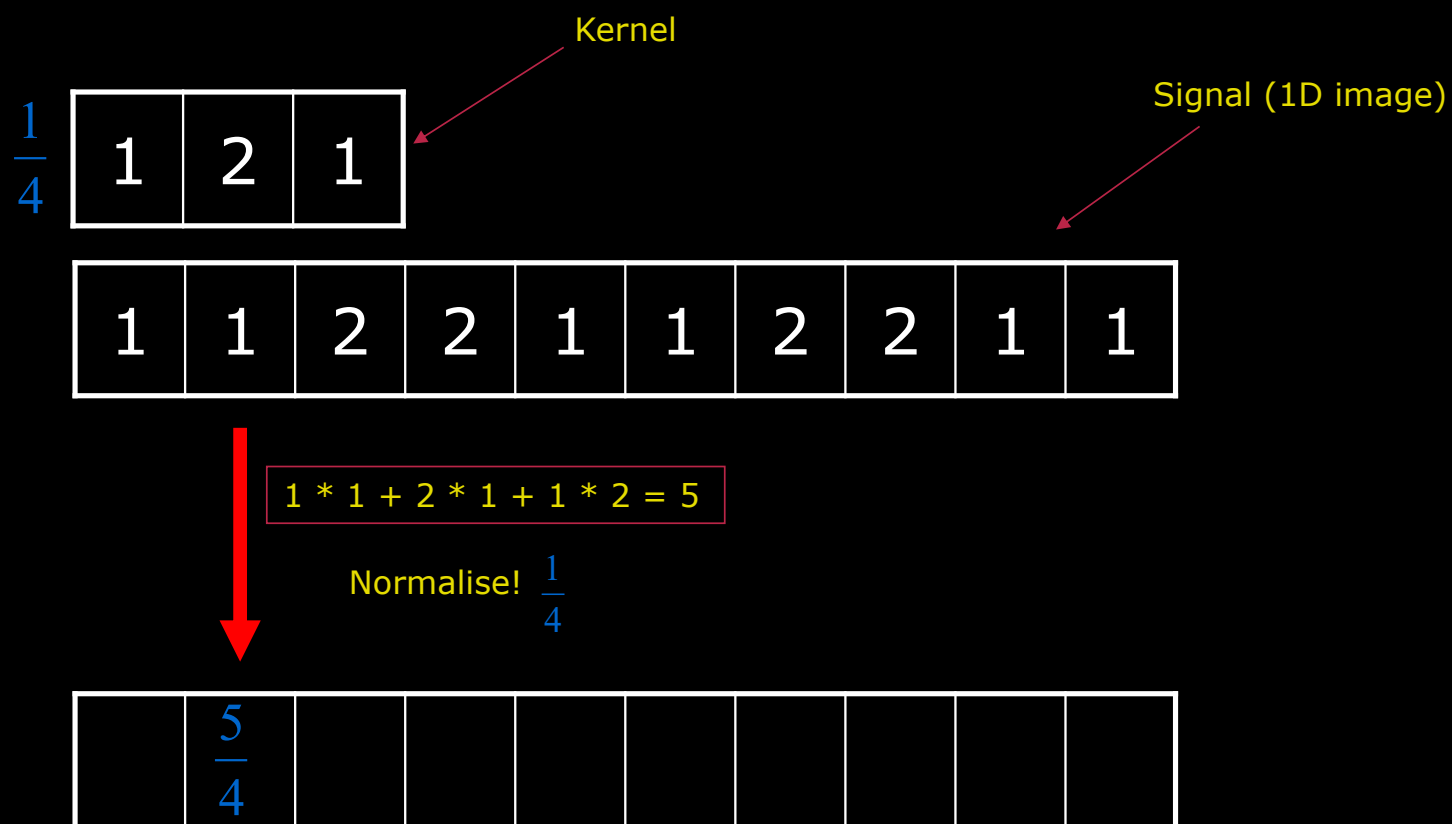 Kernel
Signal (1D image)
1/4 1 2 1
1 1 2 2 1 1 2 2 1 1
1 * 1 + 2 * 1 + 1 * 2 = 5
Normalise! 1/4
5/4